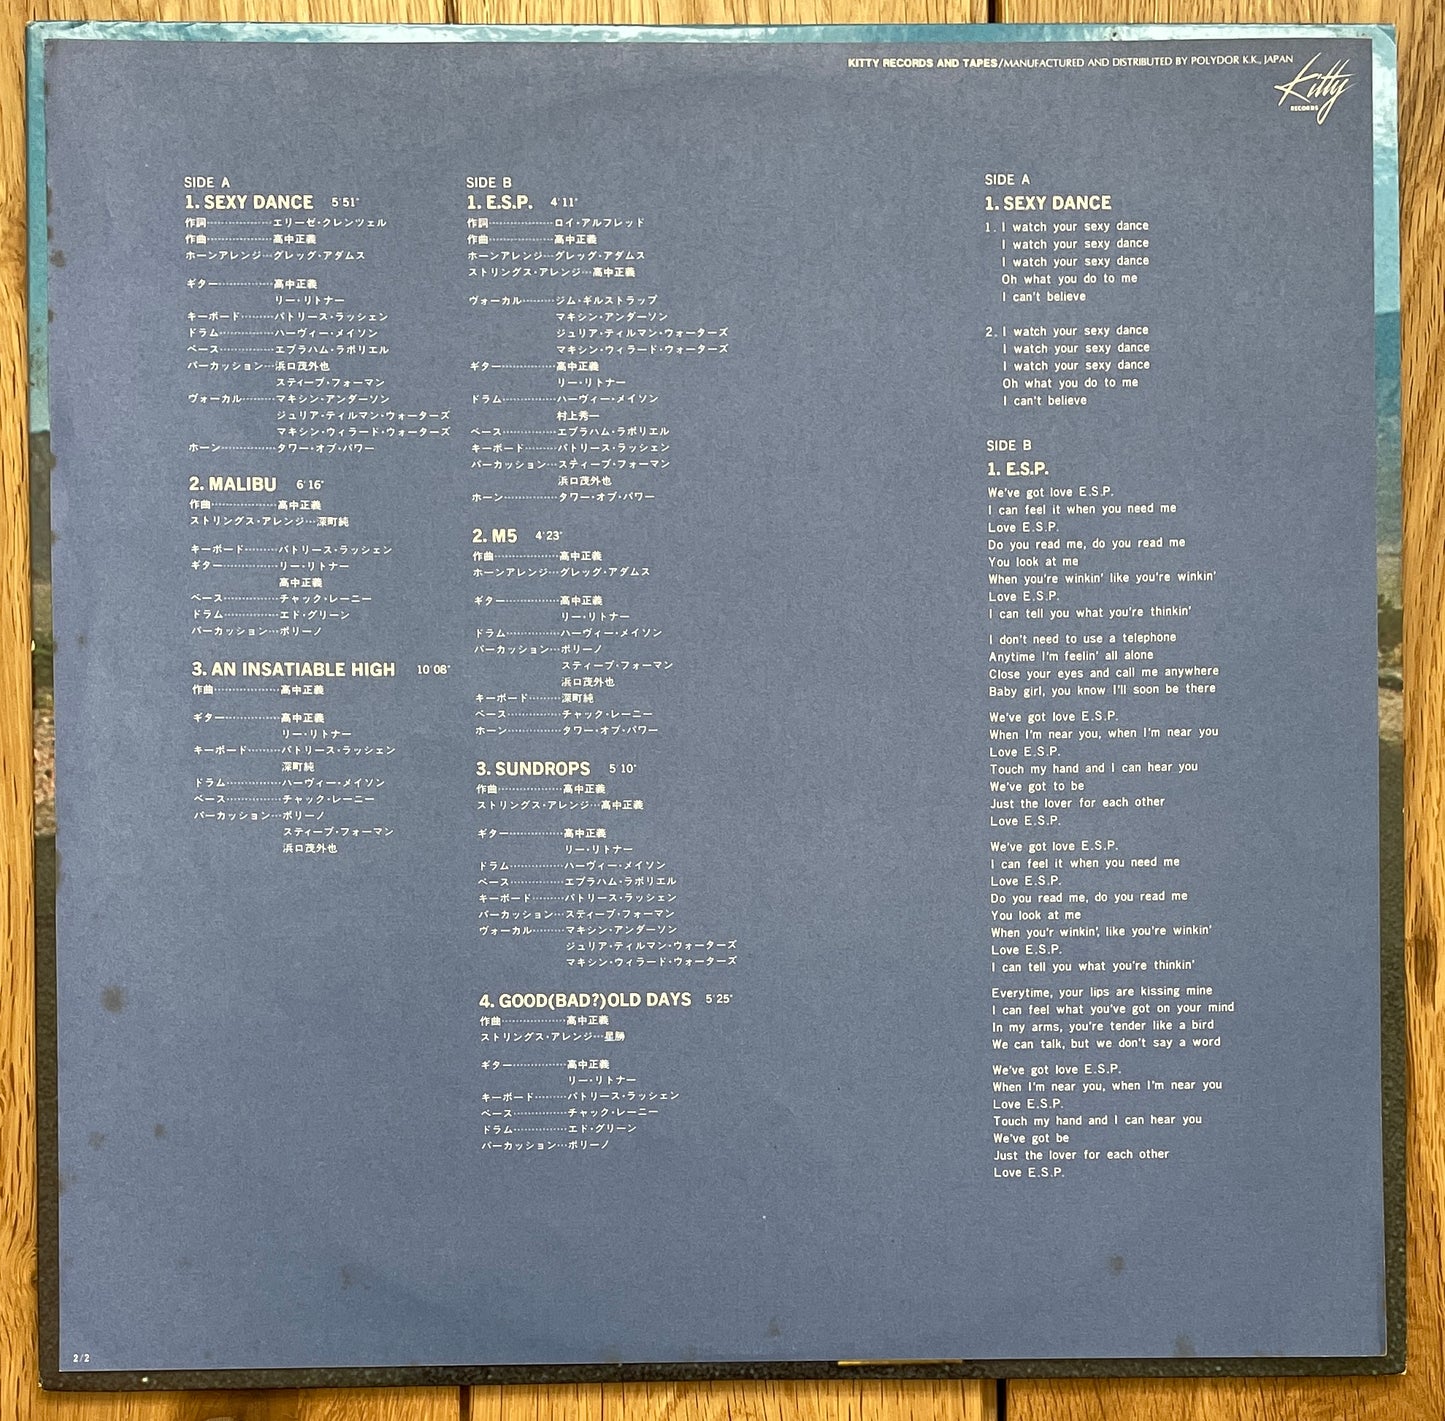 KITTY RECORDS AND TAPES/MANUFACTURED AND DISTRIBUTED BY POLYDOR K.K., JAPAN
Kitty
RECORDS
SIDE A
1. SEXY DANCE 5'51"
作詞…………………エリーゼ・クレンツェル
作曲…………………高中正義
ホーンアレンジ…グレッグ・アダムス
ギター………………高中正義
リー・リトナー
キーボード………パトリース・ラッシェン
ドラム………………ハーヴィー・メイソン
ベース………………エブラハム・ラボリエル
パーカッション…浜口茂外也
スティーブ・フォーマン
ヴォーカル………マキシン・アンダーソン
ジュリア・ティルマン・ウォーターズ
マキシン・ウィラード・ウォーターズ
ホーン………………タワー・オブ・パワー
2. MALIBU 6'16"
作曲…………………高中正義
ストリングス・アレンジ…深町純
キーボード………パトリース・ラッシェン
ギター………………リー・リトナー
高中正義
ベース………………チャック・レーニー
ドラム………………エド・グリーン
パーカッション…ポリーノ
3. AN INSATIABLE HIGH 10'08"
作曲…………………高中正義
ギター………………高中正義
リー・リトナー
キーボード………パトリース・ラッシェン
深町純
ドラム………………ハーヴィー・メイソン
ベース………………チャック・レーニー
パーカッション…ポリーノ
スティーブ・フォーマン
浜口茂外也
SIDE B
1. E.S.P. 4'11"
作詞…………………ロイ・アルフレッド
作曲…………………高中正義
ホーンアレンジ…グレッグ・アダムス
ストリングス・アレンジ…高中正義
ヴォーカル………ジム・ギルストラップ
マキシン・アンダーソン
ジュリア・ティルマン・ウォーターズ
マキシン・ウィラード・ウォーターズ
ギター………………高中正義
リー・リトナー
ドラム………………ハーヴィー・メイソン
村上秀一
ベース………………エブラハム・ラボリエル
キーボード………パトリース・ラッシェン
パーカッション…スティーブ・フォーマン
浜口茂外也
ホーン………………タワー・オブ・パワー
2. M5 4'23"
作曲…………………高中正義
ホーンアレンジ…グレッグ・アダムス
ギター………………高中正義
リー・リトナー
ドラム………………ハーヴィー・メイソン
パーカッション…ポリーノ
スティーブ・フォーマン
浜口茂外也
キーボード………深町純
ベース………………チャック・レーニー
ホーン………………タワー・オブ・パワー
3. SUNDROPS 5'10"
作曲…………………高中正義
ストリングス・アレンジ…高中正義
ギター………………高中正義
リー・リトナー
ドラム………………ハーヴィー・メイソン
ベース………………エブラハム・ラボリエル
キーボード………パトリース・ラッシェン
パーカッション…スティーブ・フォーマン
ヴォーカル………マキシン・アンダーソン
ジュリア・ティルマン・ウォーターズ
マキシン・ウィラード・ウォーターズ
4. GOOD(BAD?)OLD DAYS 5'25"
作曲…………………高中正義
ストリングス・アレンジ…星勝
ギター………………高中正義
リー・リトナー
キーボード………パトリース・ラッシェン
ベース………………チャック・レーニー
ドラム………………エド・グリーン
パーカッション…ポリーノ
SIDE A
1. SEXY DANCE
1. I watch your sexy dance
I watch your sexy dance
I watch your sexy dance
Oh what you do to me
I can't believe
2. I watch your sexy dance
I watch your sexy dance
I watch your sexy dance
Oh what you do to me
I can't believe
SIDE B
1. E.S.P.
We've got love E.S.P.
I can feel it when you need me
Love E.S.P.
Do you read me, do you read me
You look at me
When you're winkin' like you're winkin'
Love E.S.P.
I can tell you what you're thinkin'
I don't need to use a telephone
Anytime I'm feelin' all alone
Close your eyes and call me anywhere
Baby girl, you know I'll soon be there
We've got love E.S.P.
When I'm near you, when I'm near you
Love E.S.P.
Touch my hand and I can hear you
We've got to be
Just the lover for each other
Love E.S.P.
We've got love E.S.P.
I can feel it when you need me
Love E.S.P.
Do you read me, do you read me
You look at me
When you'r winkin', like you're winkin'
Love E.S.P.
I can tell you what you're thinkin'
Everytime, your lips are kissing mine
I can feel what you've got on your mind
In my arms, you're tender like a bird
We can talk, but we don't say a word
We've got love E.S.P.
When I'm near you, when I'm near you
Love E.S.P.
Touch my hand and I can hear you
We've got be
Just the lover for each other
Love E.S.P.
2/2